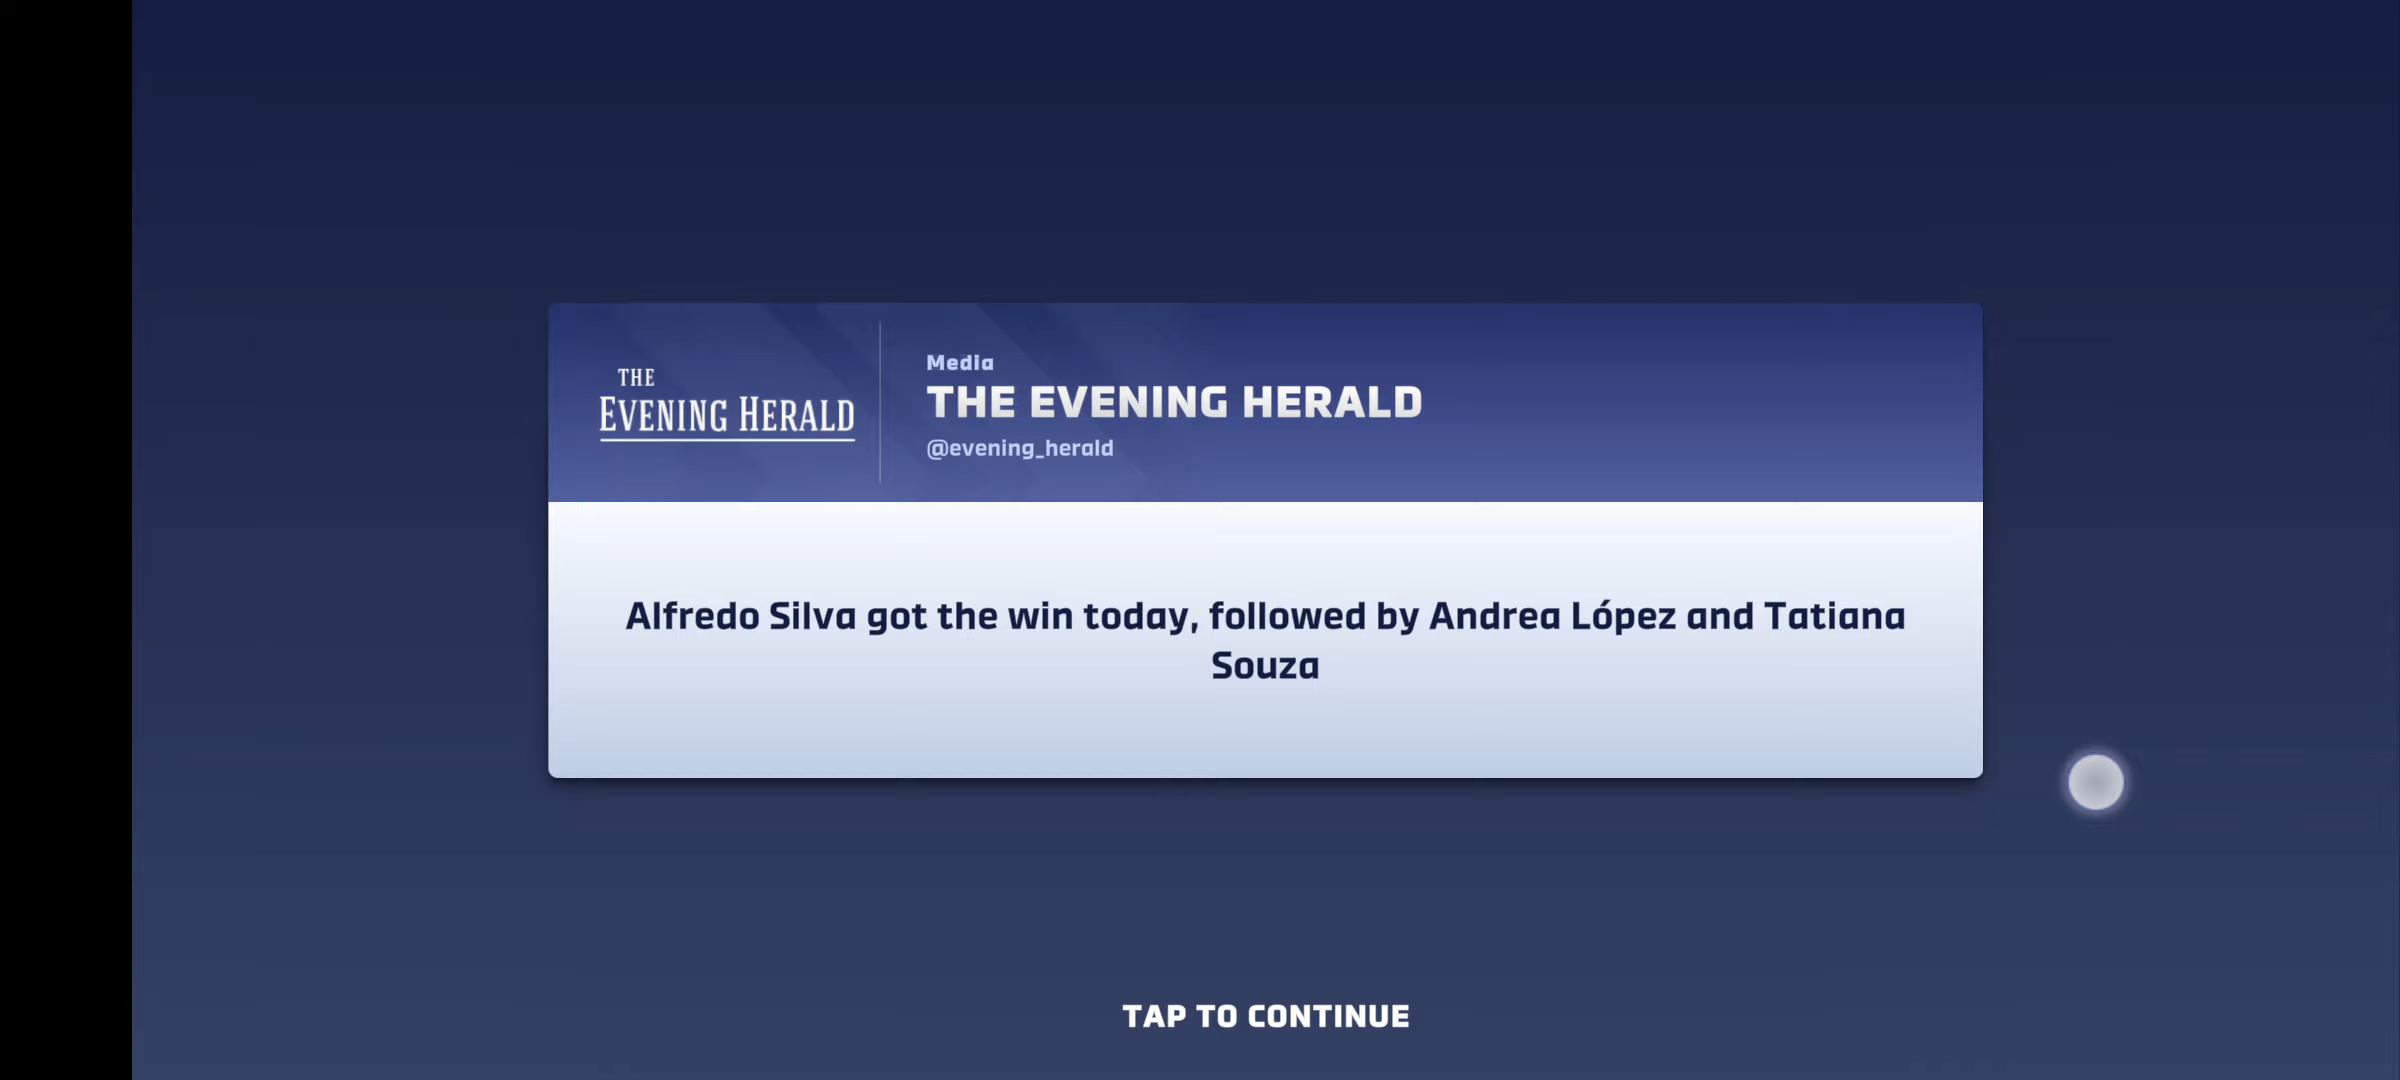 THE
EVENING HERALD
Media
THE EVENING HERALD
@evening_herald
Alfredo Silva got the win today, followed by Andrea López and Tatiana
Souza
TAP TO CONTINUE